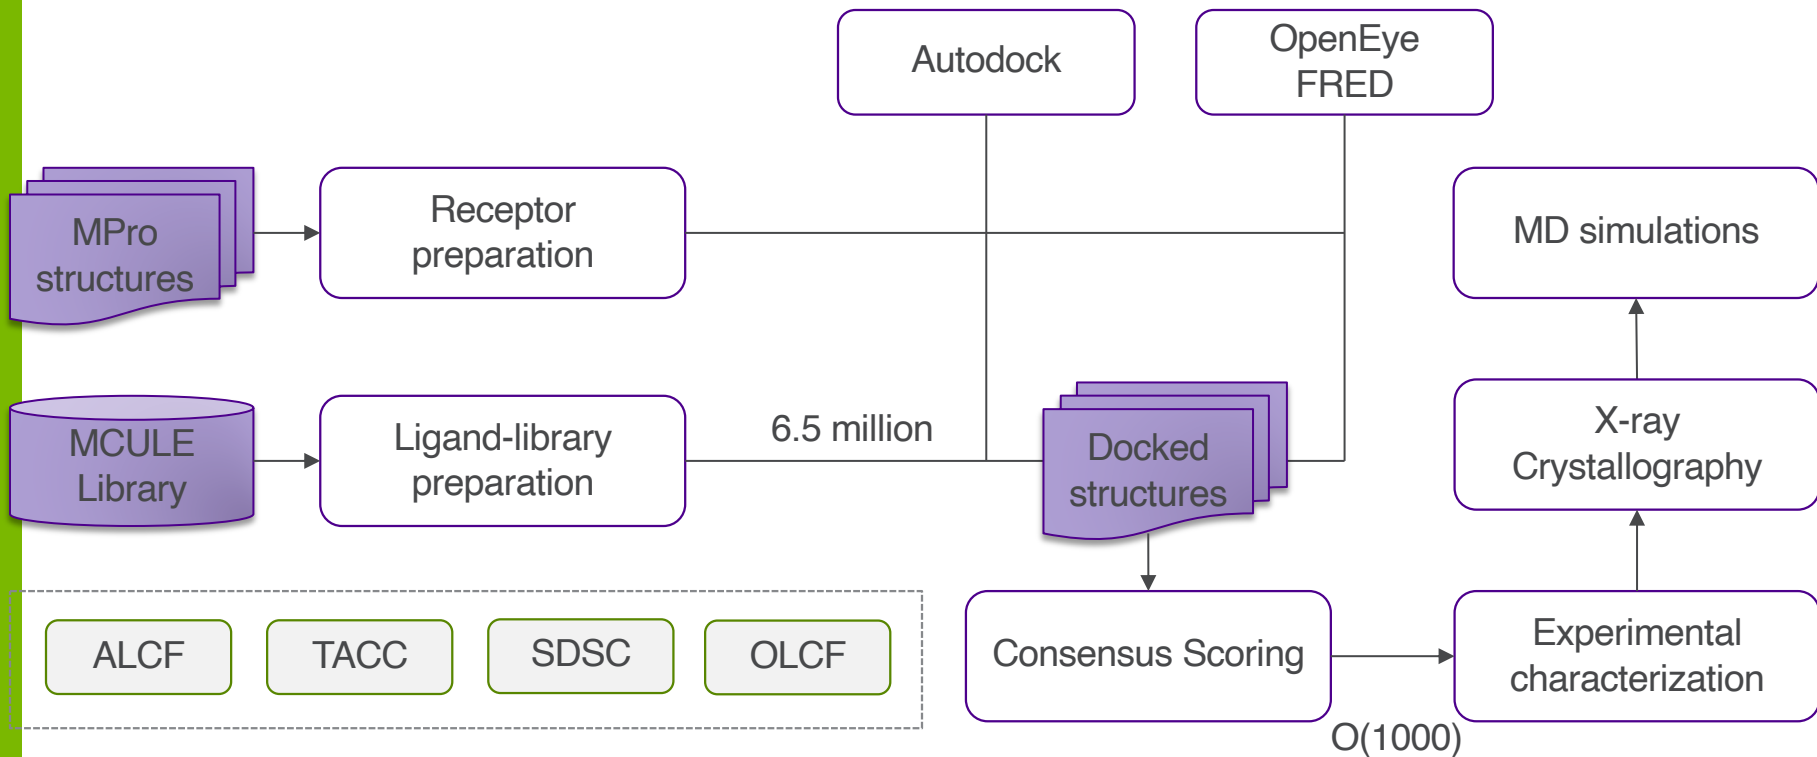 Autodock
OpenEye
FRED
MPro
structures
Receptor
preparation
MD simulations
MCULE
Library
Ligand-library
preparation
6.5 million
Docked
structures
X-ray
Crystallography
ALCF
TACC
SDSC
OLCF
Consensus Scoring
Experimental
characterization
O(1000)